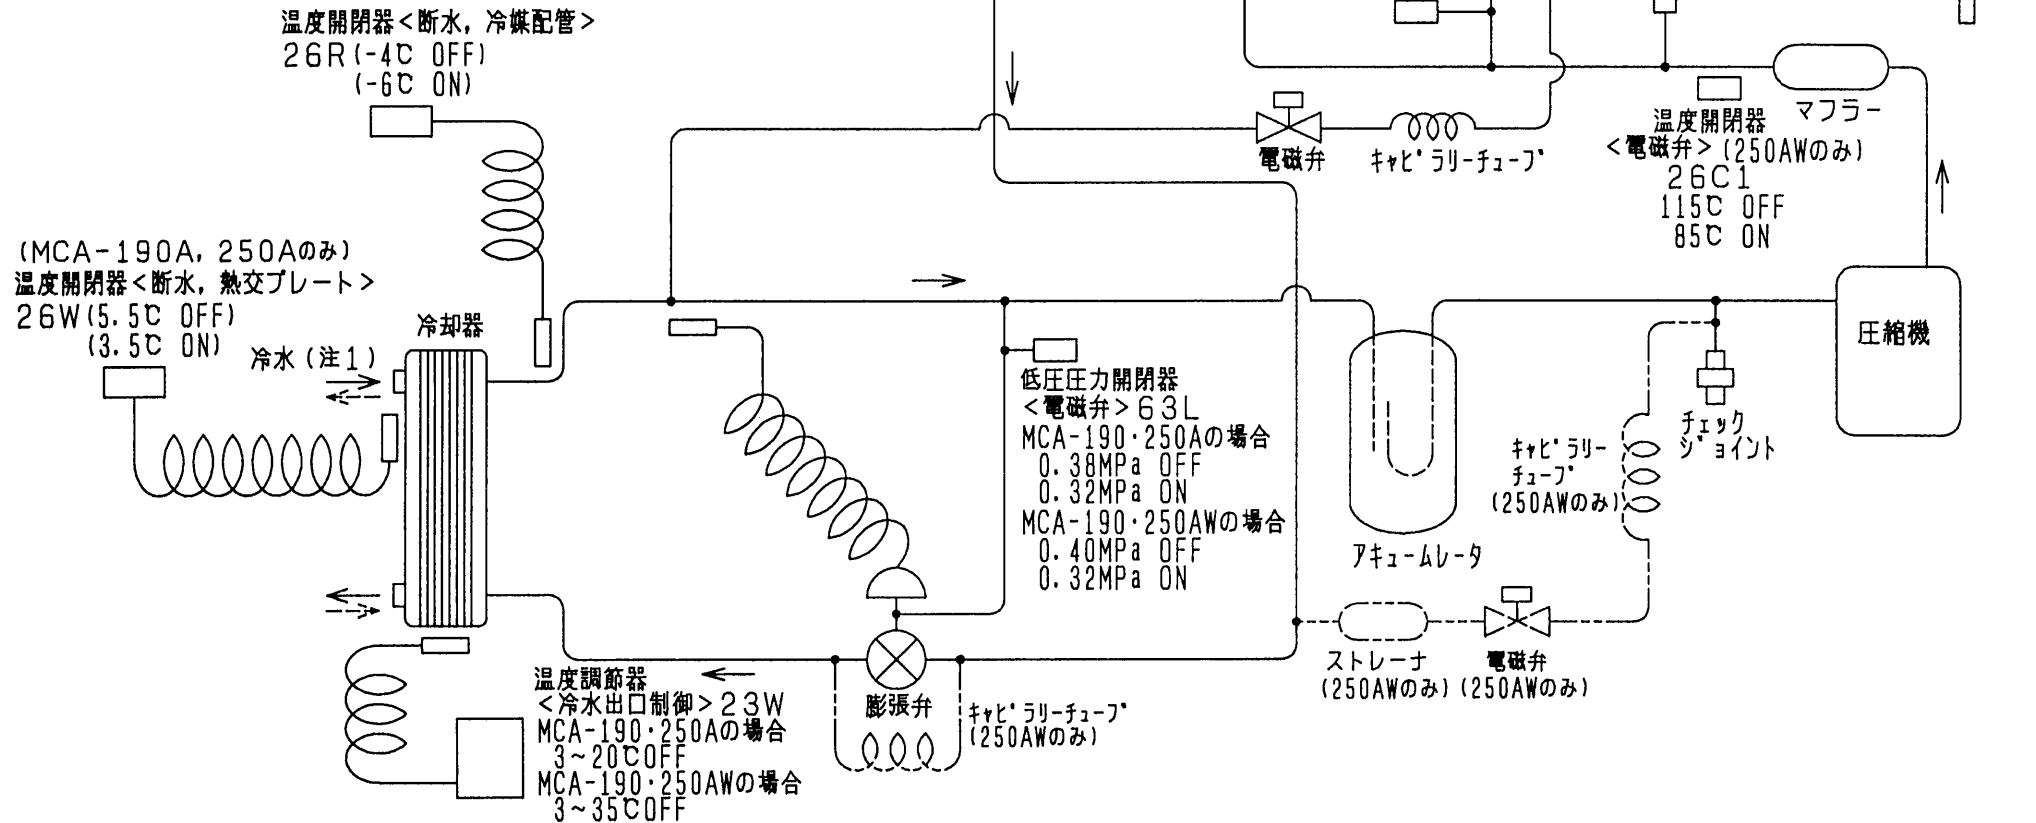 温度開閉器<断水，冷媒配管>
26R(-4℃ OFF)
(-6℃ ON)
マフラー
温度開閉器
<電磁弁>(250AWのみ)
26C1
115℃ OFF
85℃ ON
電磁弁
キャピラリーチューブ
(MCA-190A，250Aのみ)
温度開閉器<断水，熱交プレート>
26W(5.5℃ OFF)
(3.5℃ ON)
冷却器
冷水(注1)
圧縮機
低圧圧力開閉器
<電磁弁>63L
MCA-190・250Aの場合
0.38MPa OFF
0.32MPa ON
MCA-190・250AWの場合
0.40MPa OFF
0.32MPa ON
チェック
ジョイント
キャピラリー
チューブ
(250AWのみ)
アキュームレータ
ストレーナ
(250AWのみ)
電磁弁
(250AWのみ)
温度調節器
<冷水出口制御>23W
MCA-190・250Aの場合
3~20℃OFF
MCA-190・250AWの場合
3~35℃OFF
膨張弁
キャピラリーチューブ
(250AWのみ)